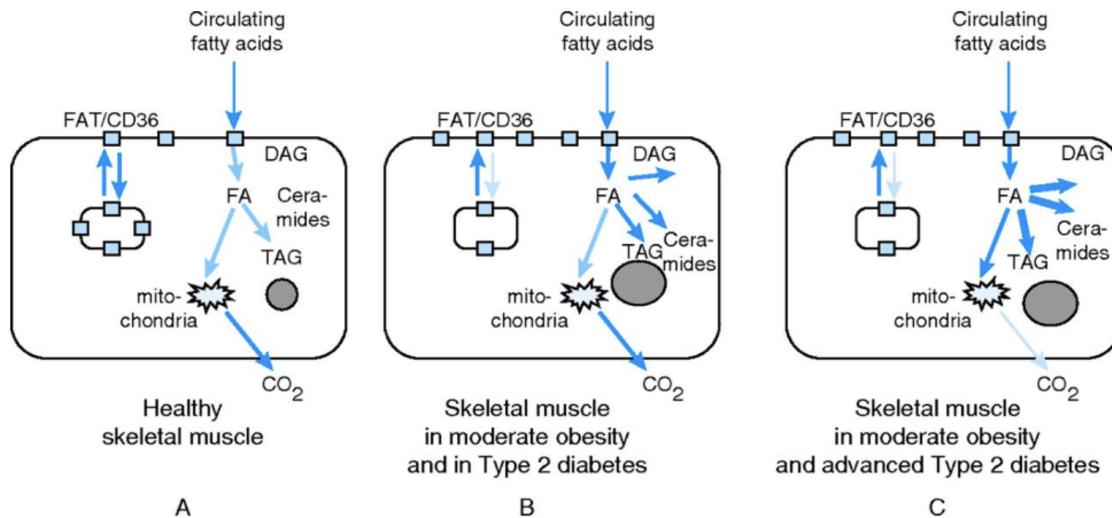 Circulating
fatty acids
FAT/CD36
DAG
FA
Cera-
mides
TAG
mito-
chondria
CO2
Healthy
skeletal muscle
A
Circulating
fatty acids
FAT/CD36
DAG
FA
TAG
Cera-
mides
mito-
chondria
CO2
Skeletal muscle
in moderate obesity
and in Type 2 diabetes
B
Circulating
fatty acids
FAT/CD36
DAG
FA
Cera-
mides
TAG
mito-
chondria
CO2
Skeletal muscle
in moderate obesity
and advanced Type 2 diabetes
C